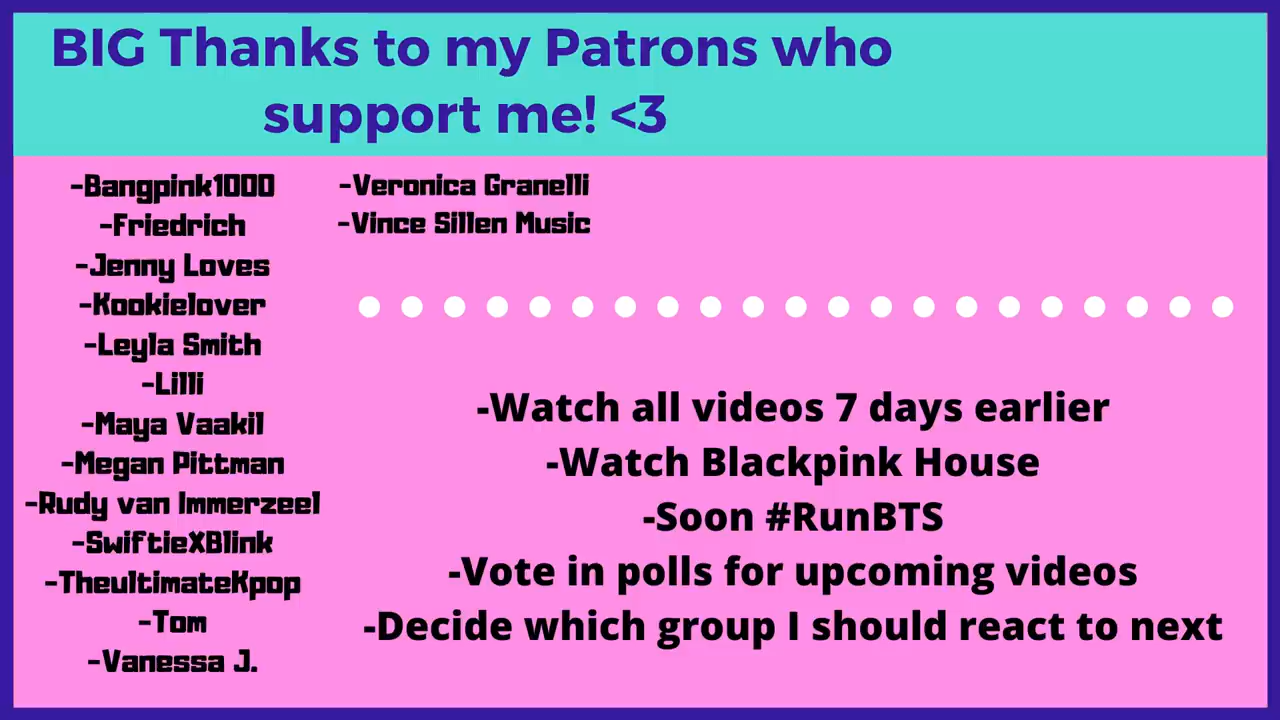 BIG Thanks to my Patrons who
support me! <3
-Bangpink1000
-Friedrich
-Jenny Loves
-Kookielover
-Leyla Smith
-Lilli
-Maya Vaakil
-Megan Pittman
-Rudy van Immerzeel
-SwiftieXBlink
-TheultimateKpop
-Tom
-Vanessa J.
-Veronica Granelli
-Vince Sillen Music
-Watch all videos 7 days earlier
-Watch Blackpink House
-Soon #RunBTS
-Vote in polls for upcoming videos
-Decide which group I should react to next